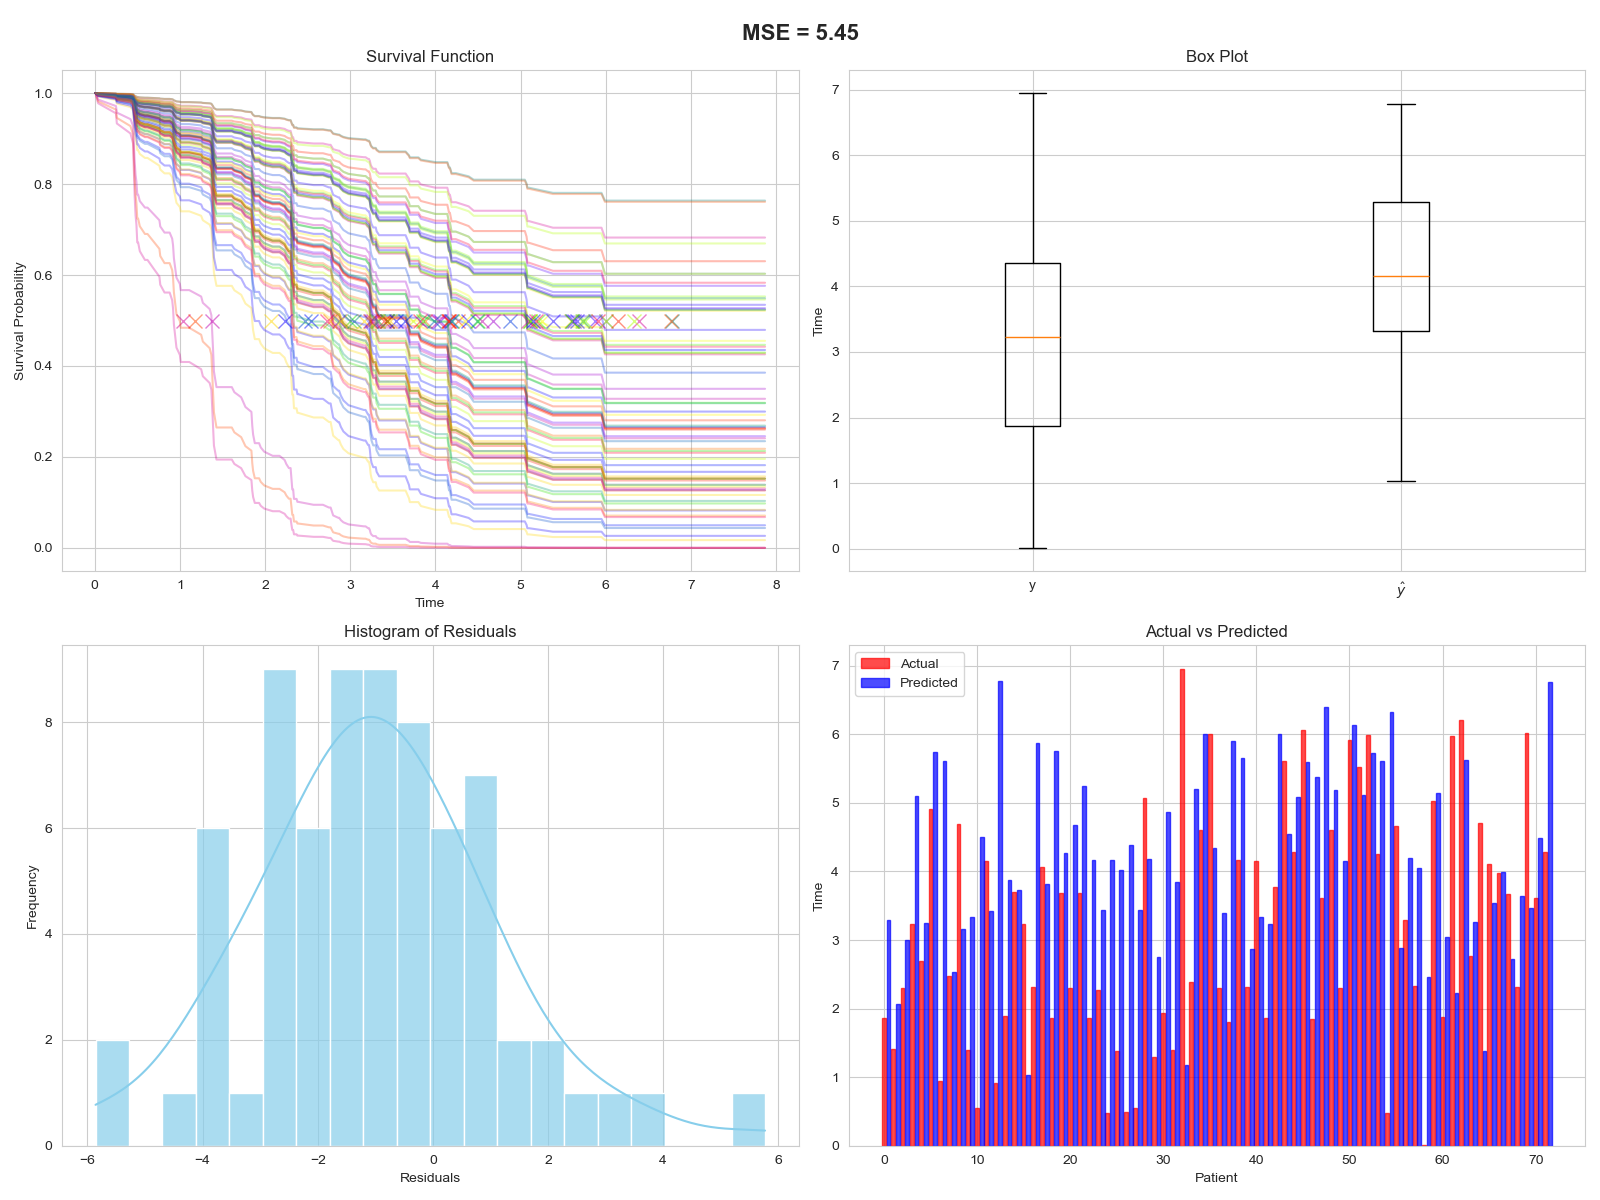 MSE = 5.45
Survival Function
Survival Probability
1.0
0.8
0.6
0.4
0.2
0.0
0 1 2 3 4 5 6 7 8
Time
Box Plot
Time
7
6
5
4
3
2
1
0
y ŷ
Histogram of Residuals
Frequency
8
6
4
2
0
−6 −4 −2 0 2 4 6
Residuals
Actual vs Predicted
Actual
Predicted
Time
7
6
5
4
3
2
1
0
0 10 20 30 40 50 60 70
Patient